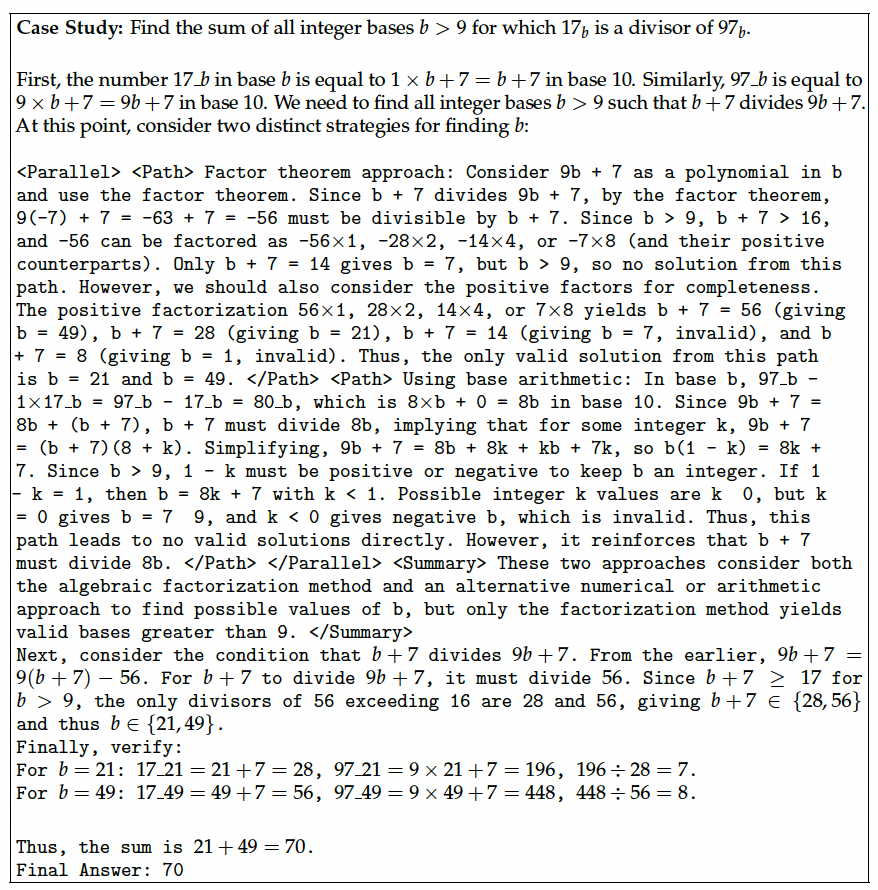 Case Study: Find the sum of all integer bases b > 9 for which 17_b is a divisor of 97_b.
First, the number 17_b in base b is equal to 1 × b + 7 = b + 7 in base 10. Similarly, 97_b is equal to
9 × b + 7 = 9b + 7 in base 10. We need to find all integer bases b > 9 such that b + 7 divides 9b + 7.
At this point, consider two distinct strategies for finding b:
<Parallel> <Path> Factor theorem approach: Consider 9b + 7 as a polynomial in b
and use the factor theorem. Since b + 7 divides 9b + 7, by the factor theorem,
9(-7) + 7 = -63 + 7 = -56 must be divisible by b + 7. Since b > 9, b + 7 > 16,
and -56 can be factored as -56×1, -28×2, -14×4, or -7×8 (and their positive
counterparts). Only b + 7 = 14 gives b = 7, but b > 9, so no solution from this
path. However, we should also consider the positive factors for completeness.
The positive factorization 56×1, 28×2, 14×4, or 7×8 yields b + 7 = 56 (giving
b = 49), b + 7 = 28 (giving b = 21), b + 7 = 14 (giving b = 7, invalid), and b
+ 7 = 8 (giving b = 1, invalid). Thus, the only valid solution from this path
is b = 21 and b = 49. </Path> <Path> Using base arithmetic: In base b, 97_b -
1×17_b = 97_b - 17_b = 80_b, which is 8×b + 0 = 8b in base 10. Since 9b + 7 =
8b + (b + 7), b + 7 must divide 8b, implying that for some integer k, 9b + 7
= (b + 7)(8 + k). Simplifying, 9b + 7 = 8b + 8k + kb + 7k, so b(1 - k) = 8k +
7. Since b > 9, 1 - k must be positive or negative to keep b an integer. If 1
- k = 1, then b = 8k + 7 with k < 1. Possible integer k values are k 0, but k
= 0 gives b = 7 9, and k < 0 gives negative b, which is invalid. Thus, this
path leads to no valid solutions directly. However, it reinforces that b + 7
must divide 8b. </Path> </Parallel> <Summary> These two approaches consider both
the algebraic factorization method and an alternative numerical or arithmetic
approach to find possible values of b, but only the factorization method yields
valid bases greater than 9. </Summary>
Next, consider the condition that b + 7 divides 9b + 7. From the earlier, 9b + 7 =
9(b + 7) − 56. For b + 7 to divide 9b + 7, it must divide 56. Since b + 7 ≥ 17 for
b > 9, the only divisors of 56 exceeding 16 are 28 and 56, giving b + 7 ∈ {28, 56}
and thus b ∈ {21, 49}.
Finally, verify:
For b = 21: 17_21 = 21 + 7 = 28, 97_21 = 9 × 21 + 7 = 196, 196 ÷ 28 = 7.
For b = 49: 17_49 = 49 + 7 = 56, 97_49 = 9 × 49 + 7 = 448, 448 ÷ 56 = 8.
Thus, the sum is 21 + 49 = 70.
Final Answer: 70